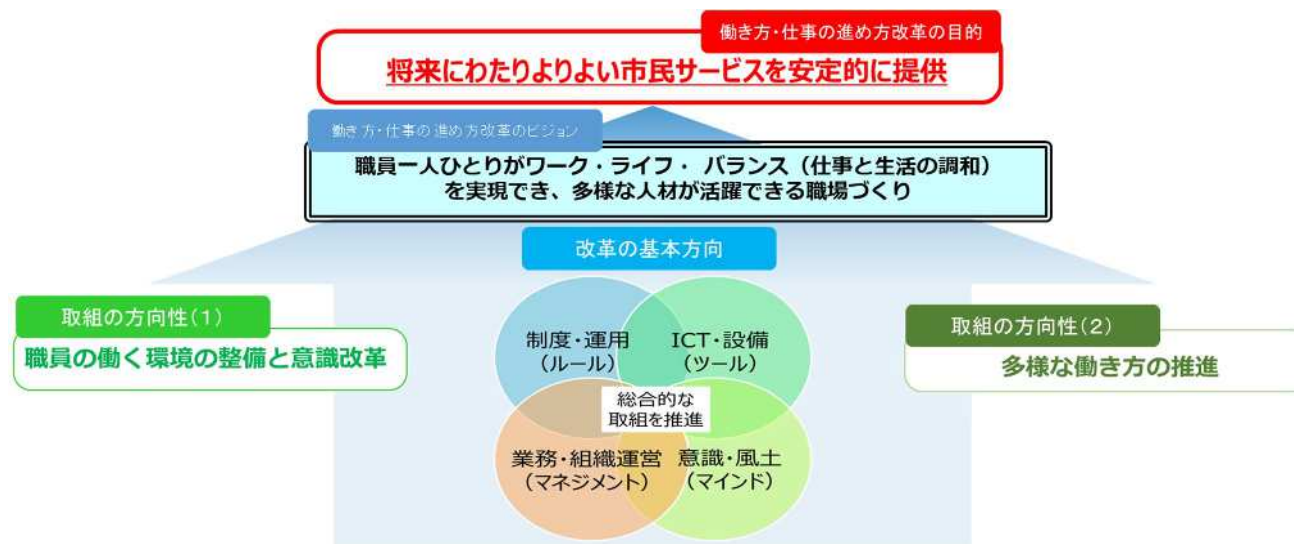 働き方・仕事の進め方改革の目的
将来にわたりよりよい市民サービスを安定的に提供
働き方・仕事の進め方改革のビジョン
職員一人ひとりがワーク・ライフ・ バランス（仕事と生活の調和）
を実現でき、多様な人材が活躍できる職場づくり
改革の基本方向
取組の方向性（1）
職員の働く環境の整備と意識改革
制度・運用
（ルール）
ICT・設備
（ツール）
総合的な
取組を推進
業務・組織運営
（マネジメント）
意識・風土
（マインド）
取組の方向性（2）
多様な働き方の推進